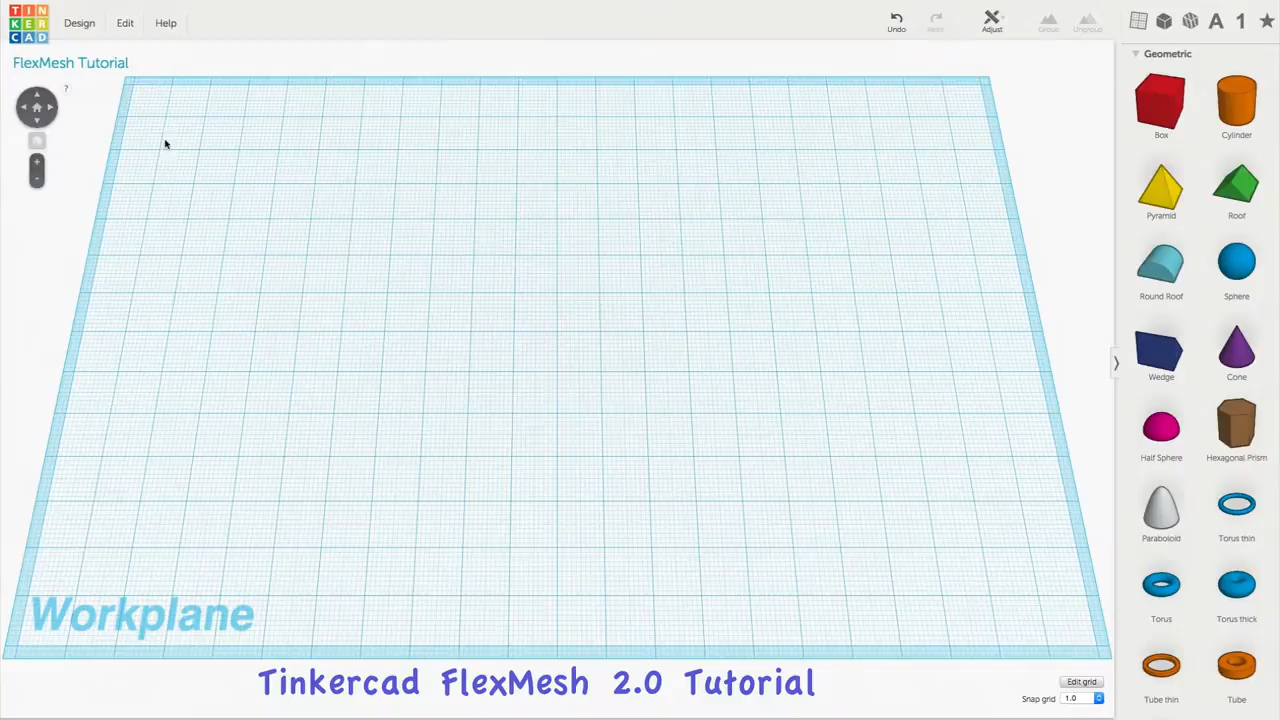 TIN
KER
CAD
Design Edit Help
Undo Redo Adjust Group Ungroup
A 1
FlexMesh Tutorial
?
+
-
Geometric
Box Cylinder
Pyramid Roof
Round Roof Sphere
Wedge Cone
Half Sphere Hexagonal Prism
Paraboloid Torus thin
Torus Torus thick
Tube thin Tube
Workplane
Tinkercad FlexMesh 2.0 Tutorial
Edit grid
Snap grid 1.0